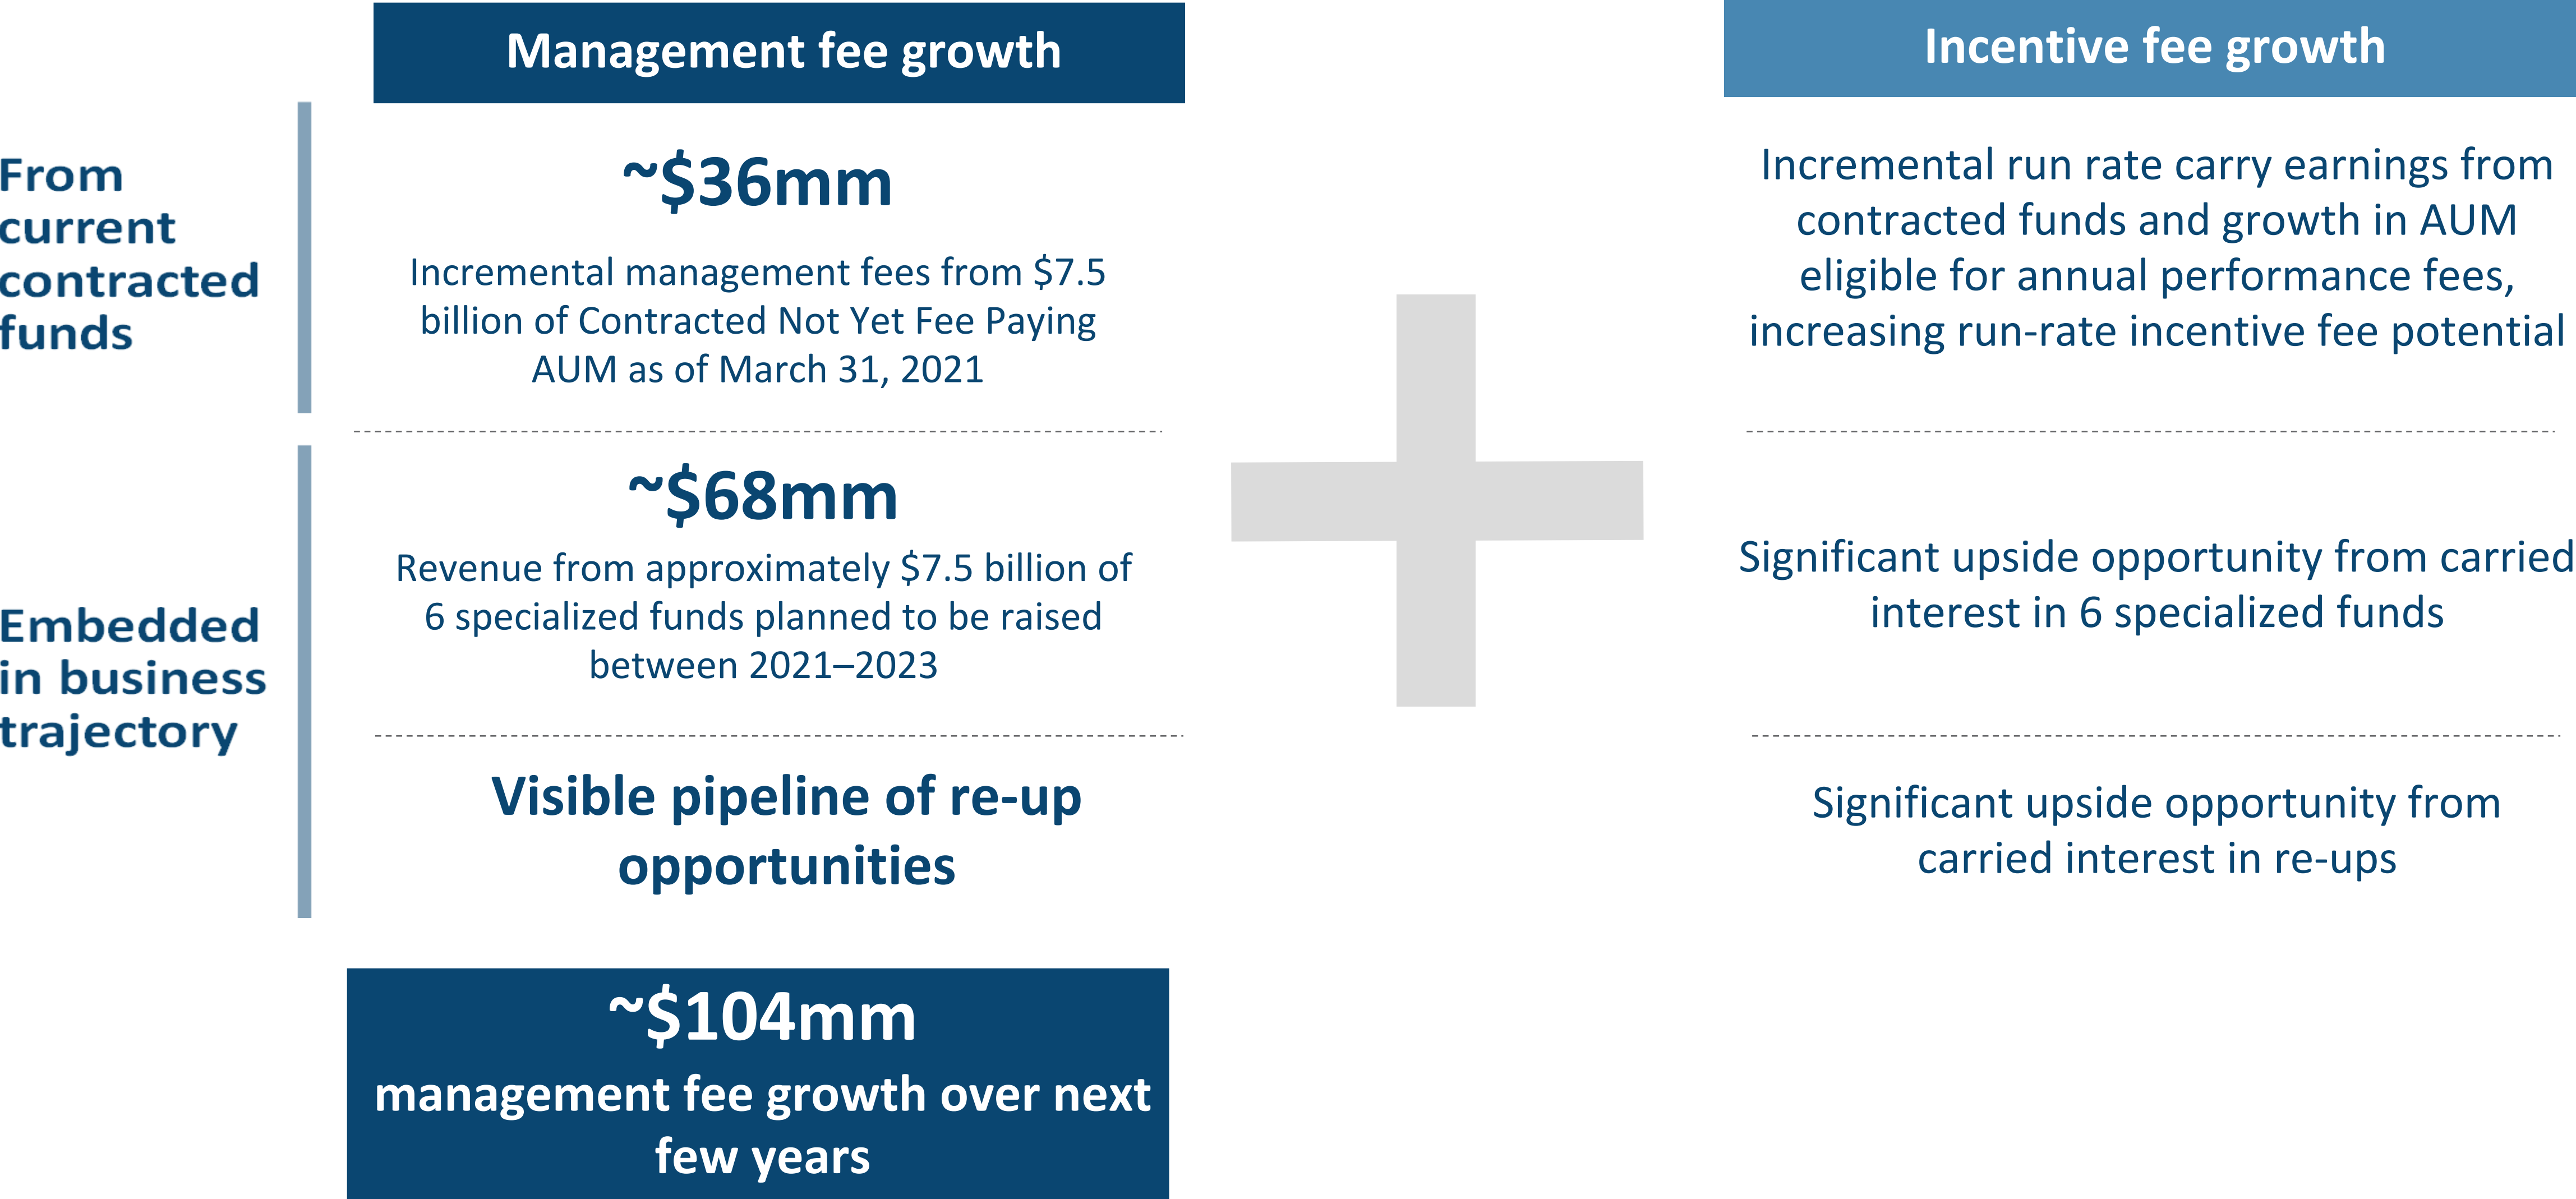 Management fee growth
Incentive fee growth
From
current
contracted
funds
~$36mm
Incremental management fees from $7.5
billion of Contracted Not Yet Fee Paying
AUM as of March 31, 2021
Incremental run rate carry earnings from
contracted funds and growth in AUM
eligible for annual performance fees,
increasing run-rate incentive fee potential
Embedded
in business
trajectory
~$68mm
Revenue from approximately $7.5 billion of
6 specialized funds planned to be raised
between 2021–2023
Significant upside opportunity from carried
interest in 6 specialized funds
Visible pipeline of re-up
opportunities
Significant upside opportunity from
carried interest in re-ups
~$104mm
management fee growth over next
few years